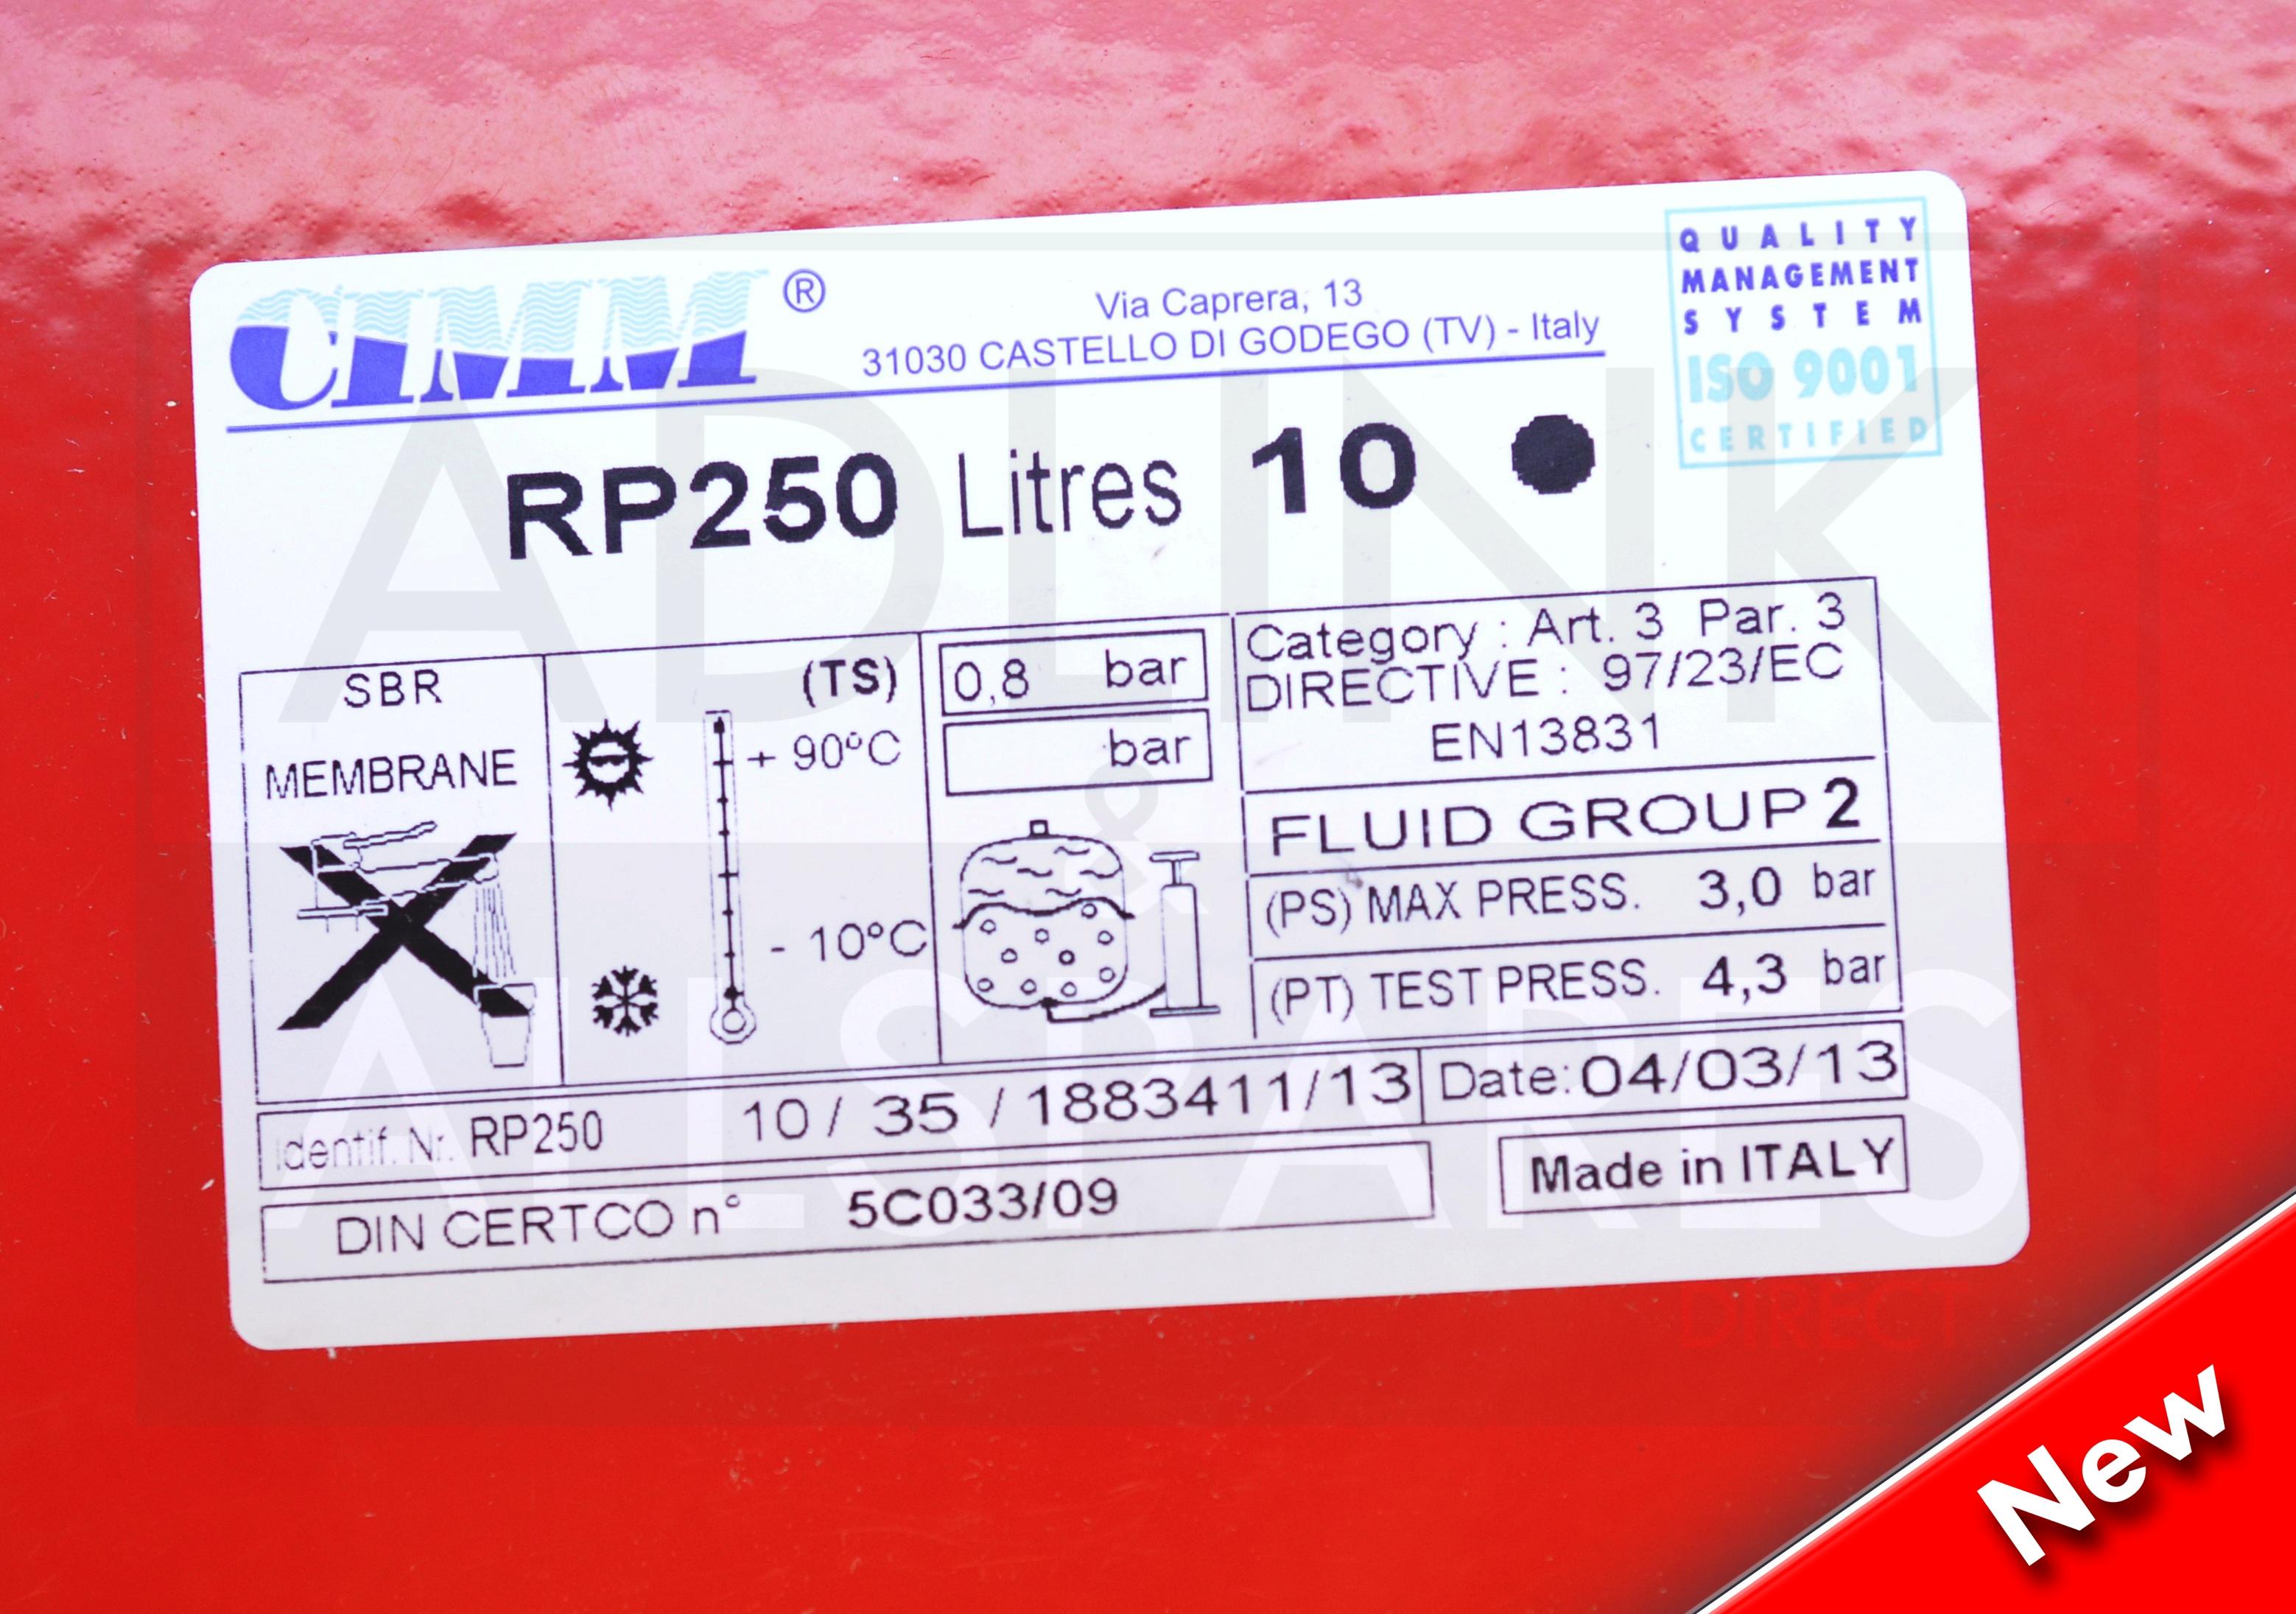 CIMM ®
Via Caprera, 13
31030 CASTELLO DI GODEGO (TV) - Italy
QUALITY
MANAGEMENT
SYSTEM
ISO 9001
CERTIFIED
RP250 Litres 10
SBR
MEMBRANE
(TS)
+ 90°C
- 10°C
0,8 bar
bar
Category : Art. 3 Par. 3
DIRECTIVE : 97/23/EC
EN13831
FLUID GROUP 2
(PS) MAX PRESS. 3,0 bar
(PT) TEST PRESS. 4,3 bar
Identif. Nr. RP250 10 / 35 / 1883411/13
Date: 04/03/13
DIN CERTCO n° 5C033/09
Made in ITALY
ADLINK
&
ALLSPARES
DIRECT
New